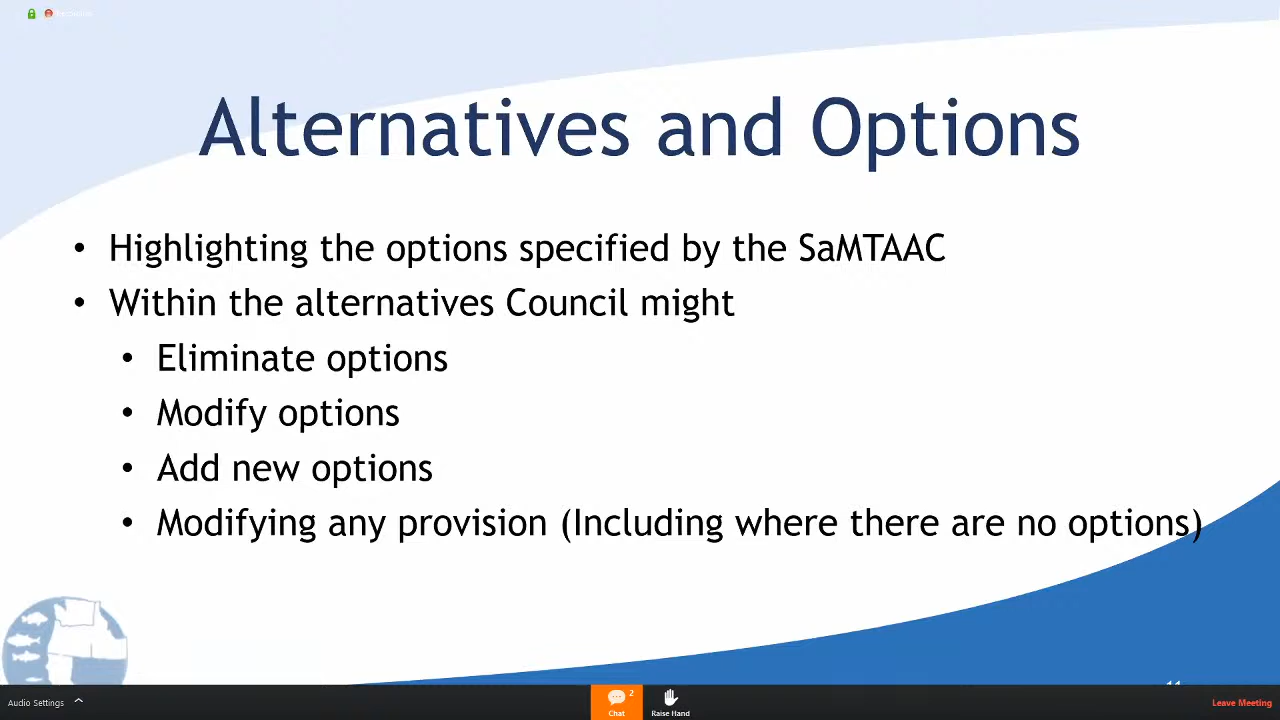 Alternatives and Options
• Highlighting the options specified by the SaMTAAC
• Within the alternatives Council might
• Eliminate options
• Modify options
• Add new options
• Modifying any provision (Including where there are no options)
Audio Settings
2
Chat
Raise Hand
Leave Meeting